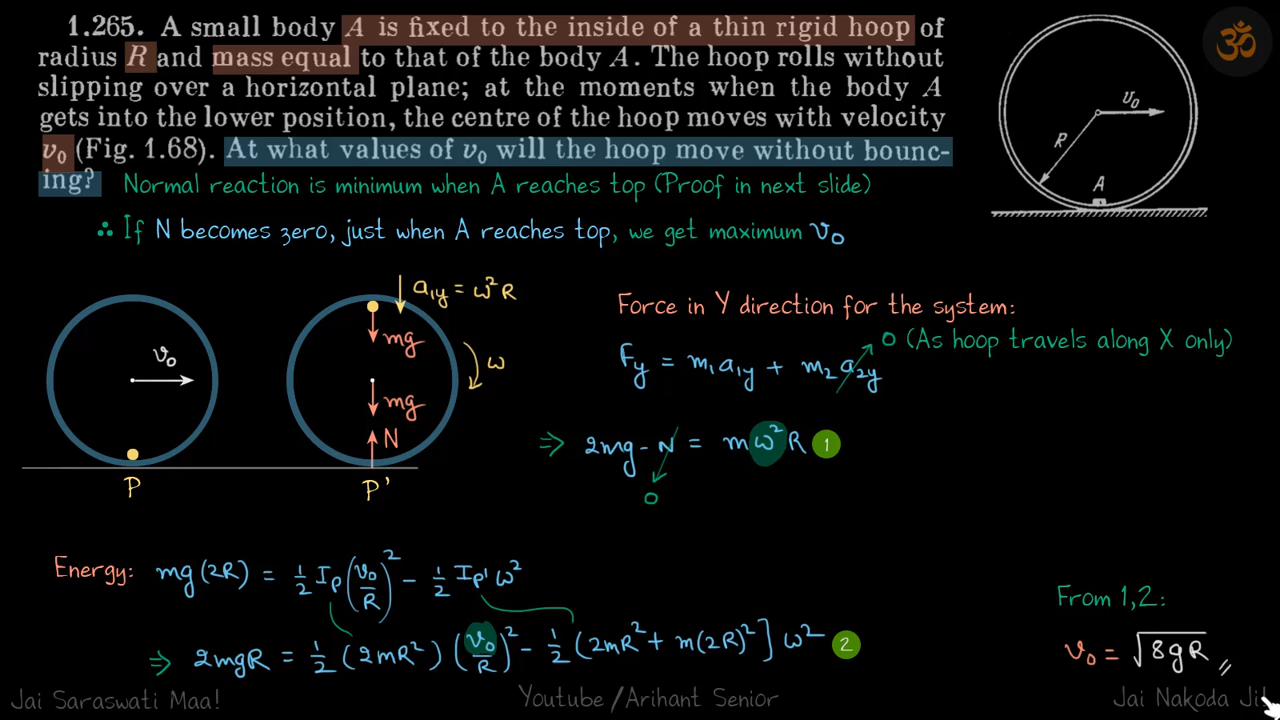 1.265. A small body A is fixed to the inside of a thin rigid hoop of
radius R and mass equal to that of the body A. The hoop rolls without
slipping over a horizontal plane; at the moments when the body A
gets into the lower position, the centre of the hoop moves with velocity
v₀ (Fig. 1.68). At what values of v₀ will the hoop move without bounc-
ing?
Normal reaction is minimum when A reaches top (Proof in next slide)
∴ If N becomes zero, just when A reaches top, we get maximum v₀
v₀
R
A
ॐ
v₀
P
a₁y = ω²R
mg
ω
mg
N
P'
Force in Y direction for the system:
0 (As hoop travels along X only)
Fy = m₁a₁y + m₂a₂y
⇒ 2mg - N = mω²R 1
0
Energy: mg(2R) = 1/2 Ip (v₀/R)² - 1/2 Ip' ω²
⇒ 2mgR = 1/2 (2mR²) (v₀/R)² - 1/2 (2mR² + m(2R)²] ω² 2
From 1,2:
v₀ = √8gR
Jai Saraswati Maa!
Youtube /Arihant Senior
Jai Nakoda Ji